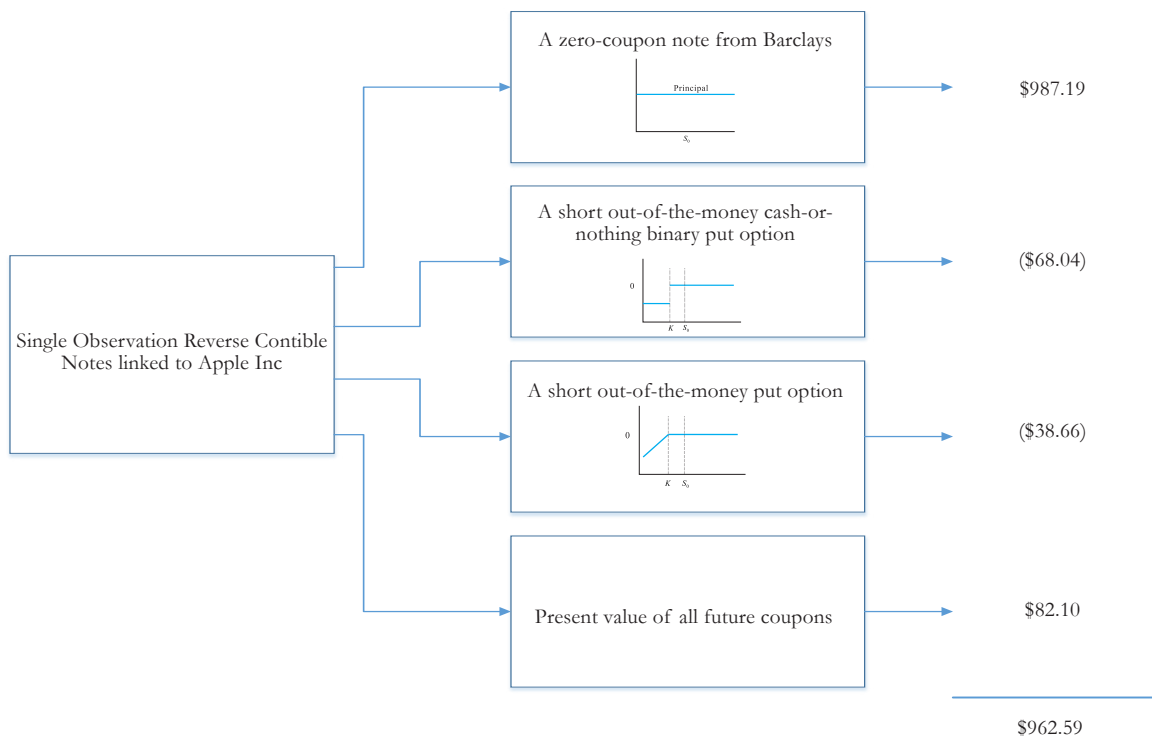 A zero-coupon note from Barclays
Principal
S0
$987.19
A short out-of-the-money cash-or-
nothing binary put option
0
K
S0
($68.04)
Single Observation Reverse Contible
Notes linked to Apple Inc
A short out-of-the-money put option
0
K
S0
($38.66)
Present value of all future coupons
$82.10
$962.59